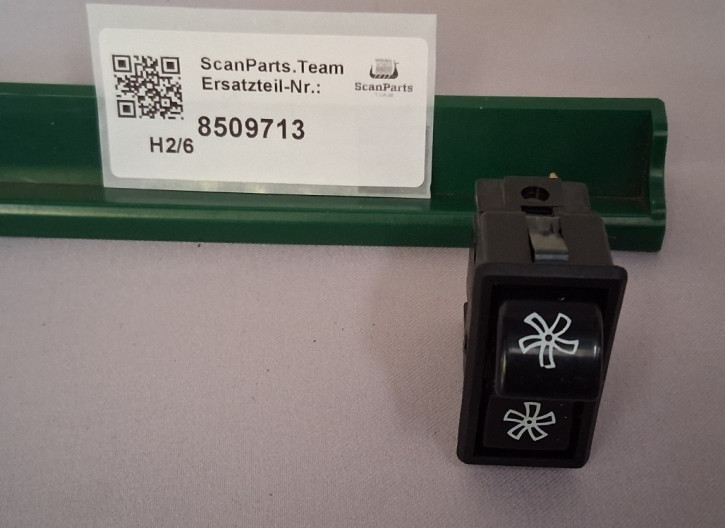 ScanParts.Team
Ersatzteil-Nr.:
ScanParts
8509713
H2/6